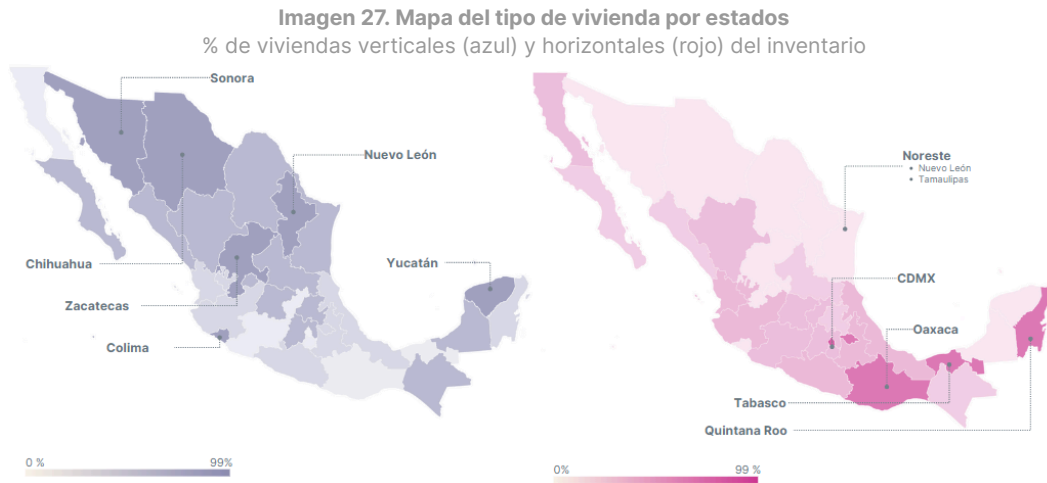 Imagen 27. Mapa del tipo de vivienda por estados
% de viviendas verticales (azul) y horizontales (rojo) del inventario
Sonora
Nuevo León
Chihuahua
Yucatán
Zacatecas
Colima
0 %
99%
Noreste
• Nuevo León
• Tamaulipas
CDMX
Oaxaca
Tabasco
Quintana Roo
0%
99 %